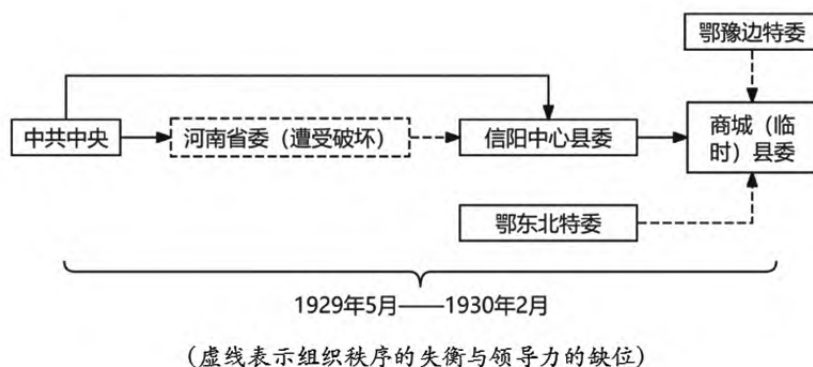 鄂豫边特委
中共中央
河南省委（遭受破坏）
信阳中心县委
商城（临
时）县委
鄂东北特委
1929年5月——1930年2月
（虚线表示组织秩序的失衡与领导力的缺位）